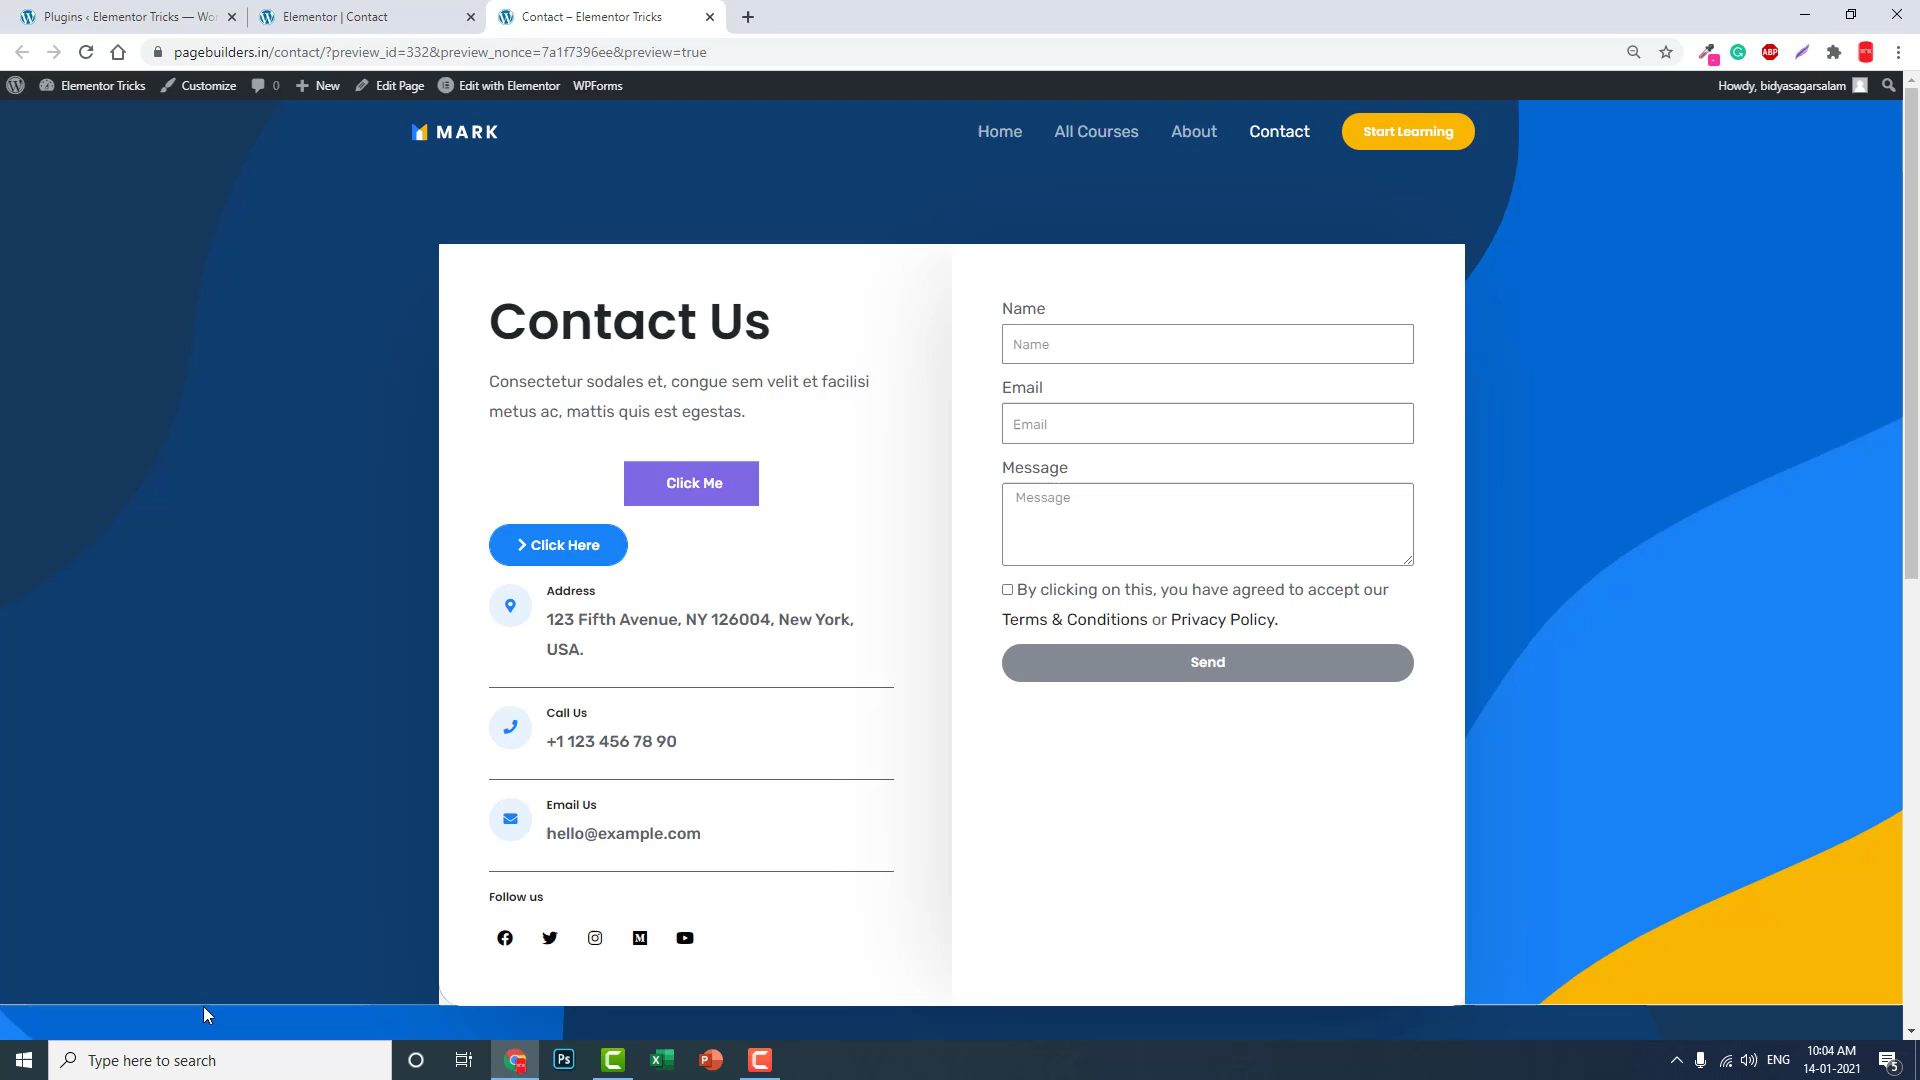 Plugins ‹ Elementor Tricks — Wor
Elementor | Contact
Contact – Elementor Tricks
pagebuilders.in/contact/?preview_id=332&preview_nonce=7a1f7396ee&preview=true
ABP
Elementor Tricks
Customize
0
New
Edit Page
Edit with Elementor
WPForms
Howdy, bidyasagarsalam
MARK
Home
All Courses
About
Contact
Start Learning
Contact Us
Consectetur sodales et, congue sem velit et facilisi
metus ac, mattis quis est egestas.
Click Me
Click Here
Address
123 Fifth Avenue, NY 126004, New York,
USA.
Call Us
+1 123 456 78 90
Email Us
hello@example.com
Follow us
Name
Name
Email
Email
Message
Message
By clicking on this, you have agreed to accept our
Terms & Conditions or Privacy Policy.
Send
Type here to search
Ps
ENG
10:04 AM
14-01-2021
5